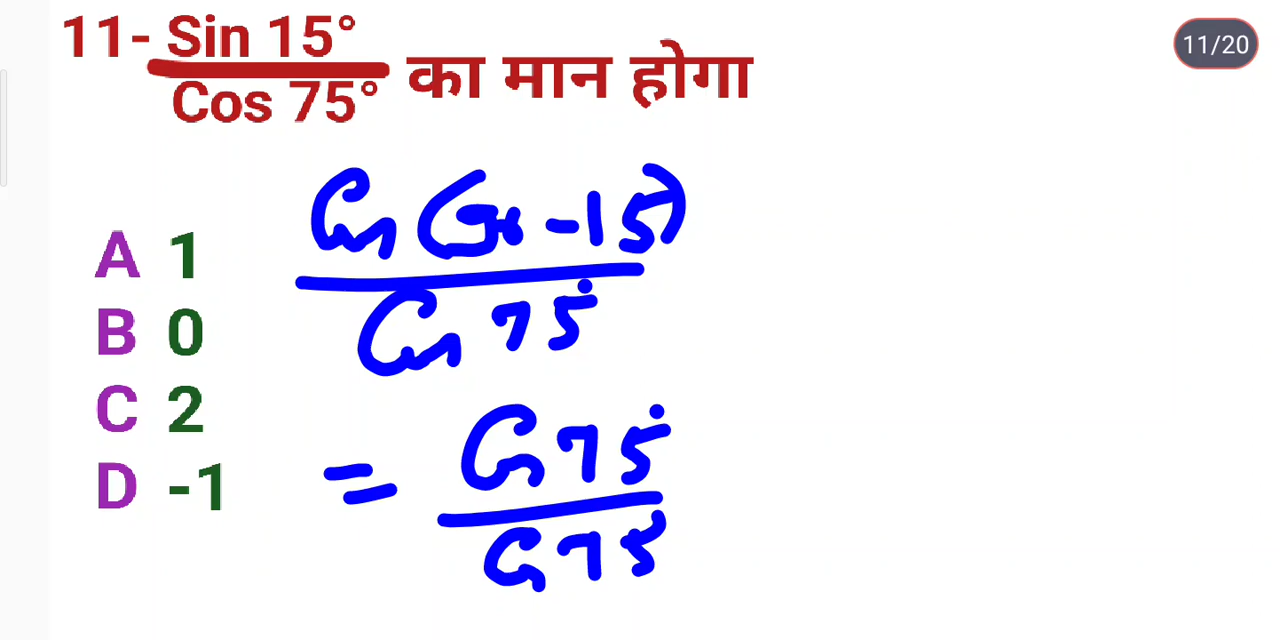 11- Sin 15°
Cos 75° का मान होगा
11/20
A 1
B 0
C 2
D -1
Cos (90 - 15)
Cos 75°
= Cos 75°
Cos 75